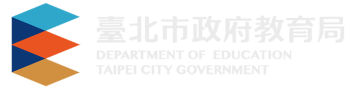 臺北市政府教育局
DEPARTMENT OF EDUCATION
TAIPEI CITY GOVERNMENT